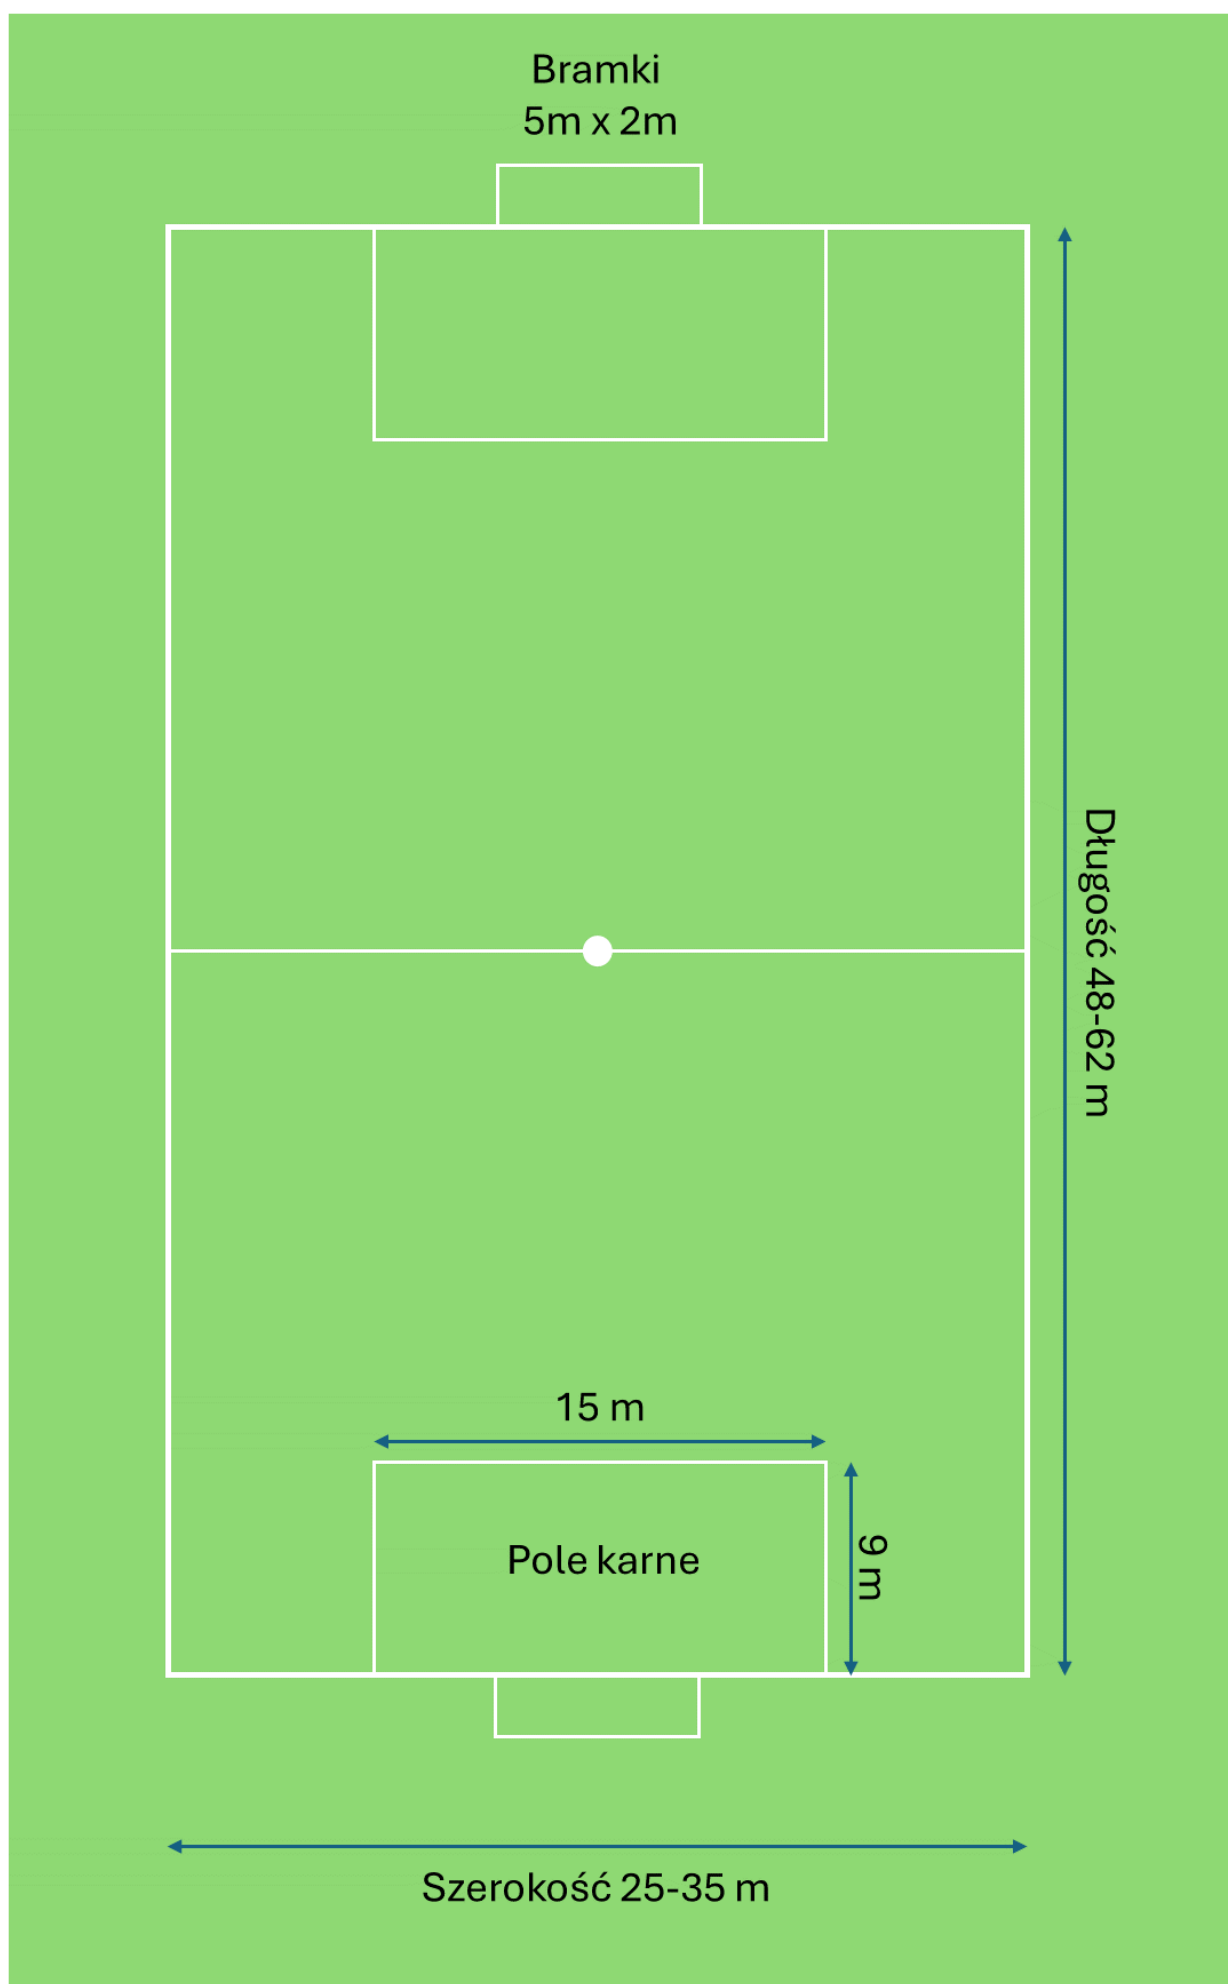 Bramki
5m x 2m
Długość 48-62 m
15 m
Pole karne
9 m
Szerokość 25-35 m